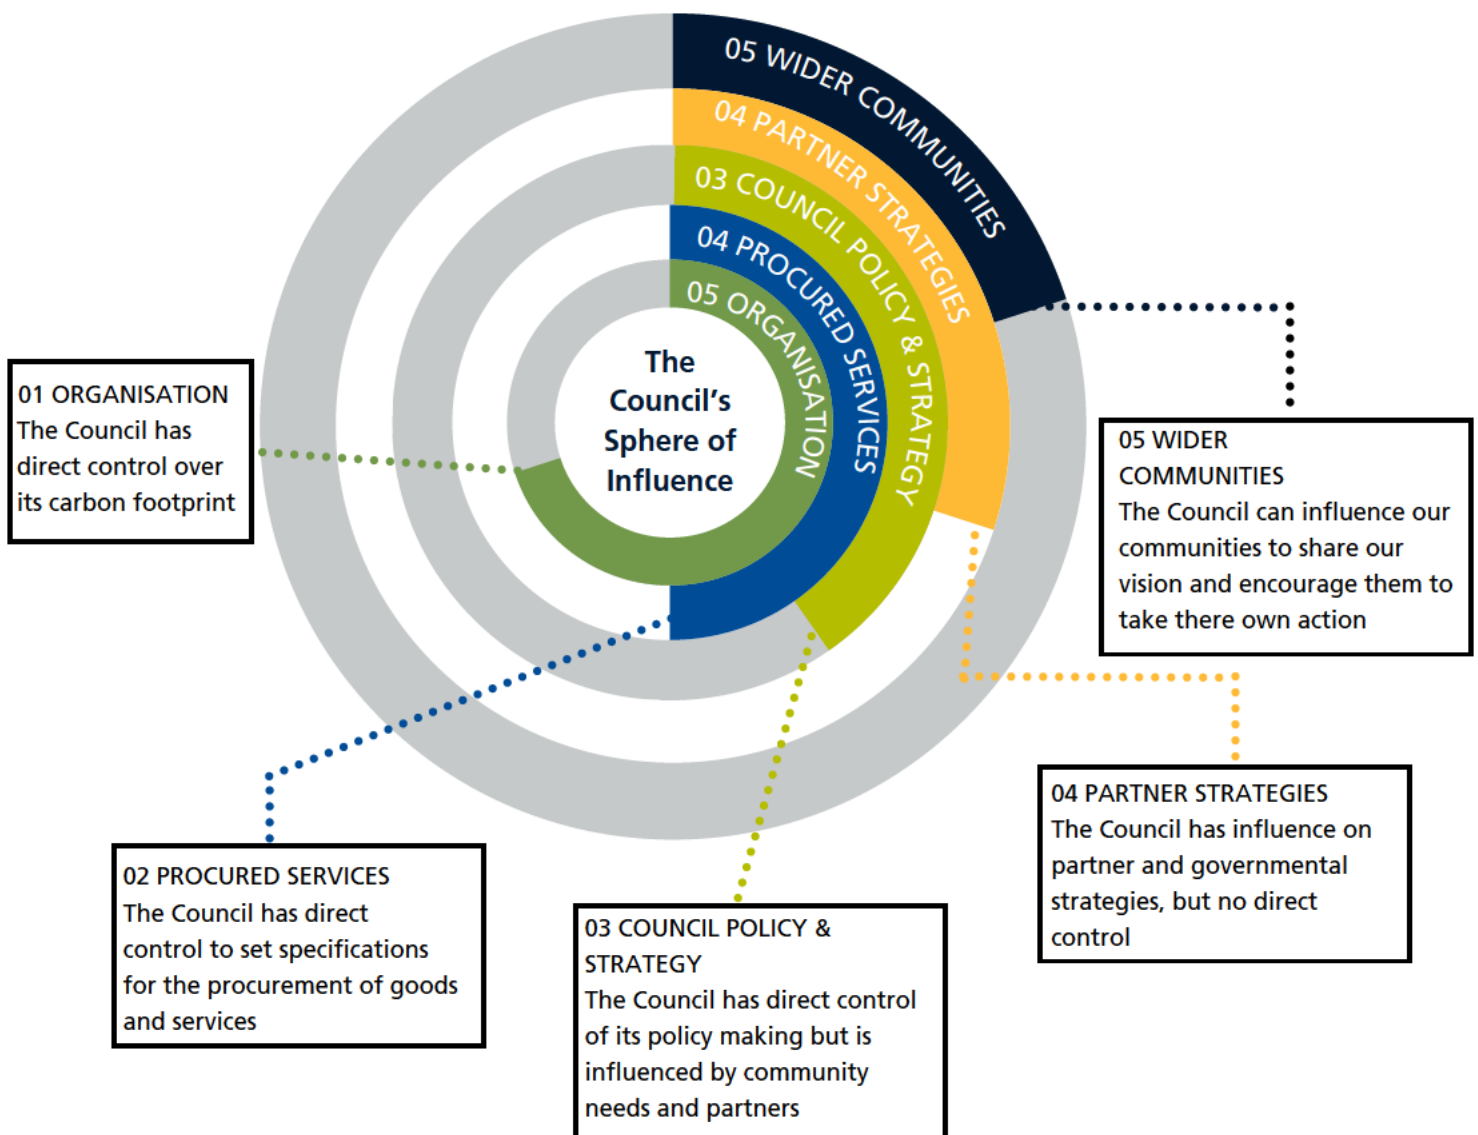 05 WIDER COMMUNITIES
04 PARTNER STRATEGIES
03 COUNCIL POLICY & STRATEGY
04 PROCURED SERVICES
05 ORGANISATION
The
Council’s
Sphere of
Influence
01 ORGANISATION
The Council has
direct control over
its carbon footprint
05 WIDER
COMMUNITIES
The Council can influence our
communities to share our
vision and encourage them to
take there own action
04 PARTNER STRATEGIES
The Council has influence on
partner and governmental
strategies, but no direct
control
02 PROCURED SERVICES
The Council has direct
control to set specifications
for the procurement of goods
and services
03 COUNCIL POLICY &
STRATEGY
The Council has direct control
of its policy making but is
influenced by community
needs and partners